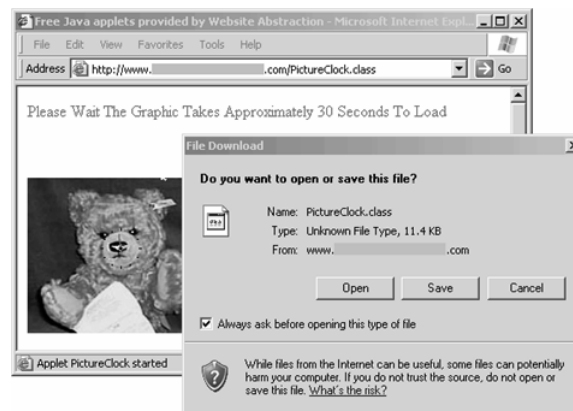 Free Java applets provided by Website Abstraction - Microsoft Internet Expl...
File Edit View Favorites Tools Help
Address http://www. .com/PictureClock.class Go
Please Wait The Graphic Takes Approximately 30 Seconds To Load
File Download
Do you want to open or save this file?
Name: PictureClock.class
Type: Unknown File Type, 11.4 KB
From: www. .com
Open Save Cancel
Always ask before opening this type of file
While files from the Internet can be useful, some files can potentially
harm your computer. If you do not trust the source, do not open or
save this file. What's the risk?
Applet PictureClock started